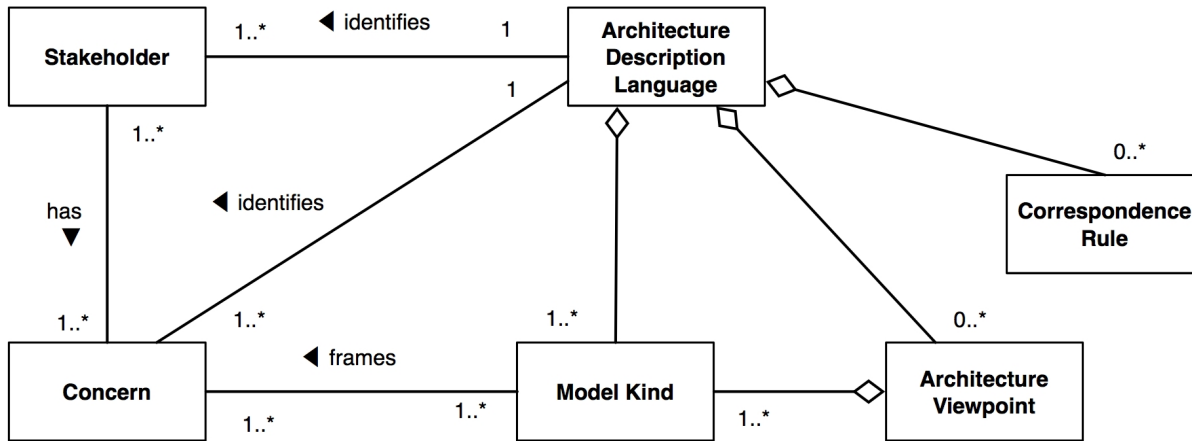 1..*
◀ identifies
1
Architecture
Description
Language
Stakeholder
1
1..*
0..*
has
▼
◀ identifies
Correspondence
Rule
1..*
1..*
1..*
0..*
◀ frames
Concern
Model Kind
Architecture
Viewpoint
1..*
1..*
1..*